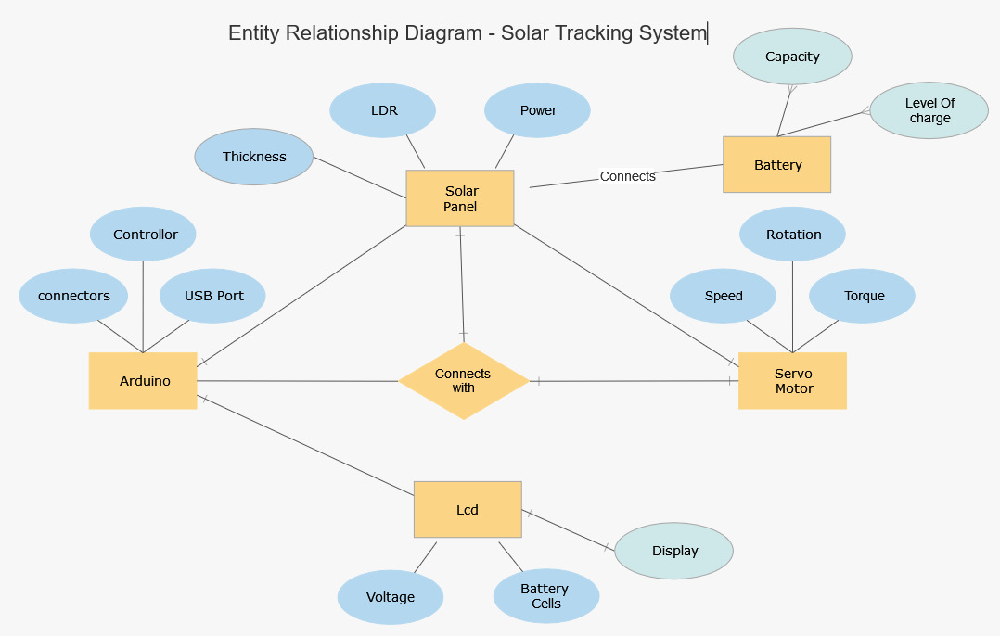 Entity Relationship Diagram - Solar Tracking System
Capacity
Level Of
charge
LDR
Power
Thickness
Battery
Connects
Solar
Panel
Controllor
Rotation
connectors
USB Port
Speed
Torque
Arduino
Connects
with
Servo
Motor
Lcd
Display
Voltage
Battery
Cells